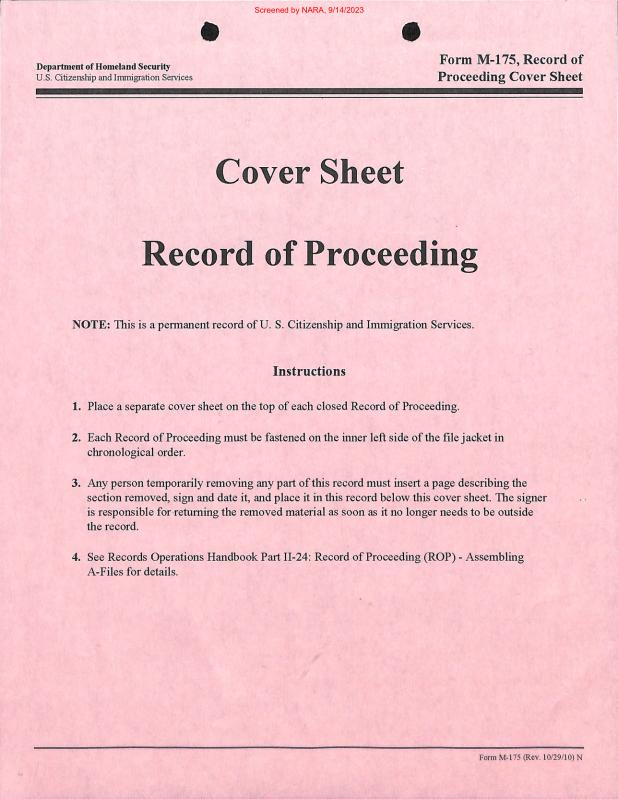 Screened by NARA, 9/14/2023
Department of Homeland Security
U.S. Citizenship and Immigration Services
Form M-175, Record of
Proceeding Cover Sheet
Cover Sheet
Record of Proceeding
NOTE: This is a permanent record of U. S. Citizenship and Immigration Services.
Instructions
1. Place a separate cover sheet on the top of each closed Record of Proceeding.
2. Each Record of Proceeding must be fastened on the inner left side of the file jacket in
chronological order.
3. Any person temporarily removing any part of this record must insert a page describing the
section removed, sign and date it, and place it in this record below this cover sheet. The signer
is responsible for returning the removed material as soon as it no longer needs to be outside
the record.
4. See Records Operations Handbook Part II-24: Record of Proceeding (ROP) - Assembling
A-Files for details.
Form M-175 (Rev. 10/29/10) N